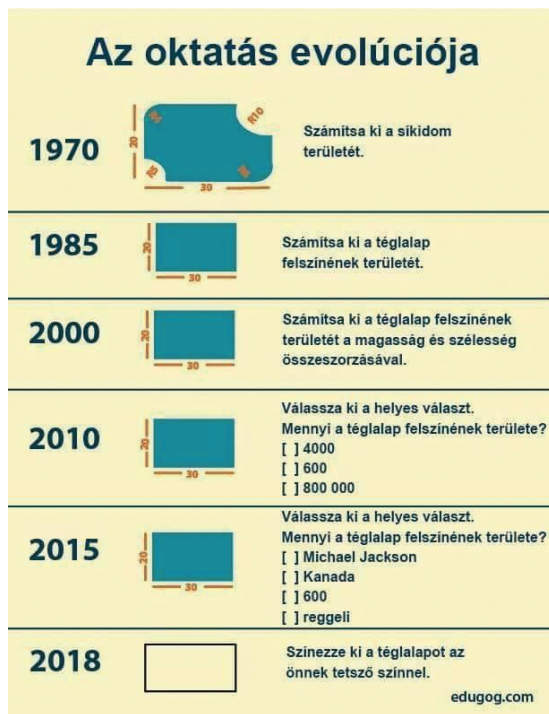 Az oktatás evolúciója
1970
20
30
R10
R5
Számítsa ki a síkidom
területét.
1985
20
30
Számítsa ki a téglalap
felszínének területét.
2000
20
30
Számítsa ki a téglalap felszínének
területét a magasság és szélesség
összeszorzásával.
2010
20
30
Válassza ki a helyes választ.
Mennyi a téglalap felszínének területe?
[ ] 4000
[ ] 600
[ ] 800 000
2015
20
30
Válassza ki a helyes választ.
Mennyi a téglalap felszínének területe?
[ ] Michael Jackson
[ ] Kanada
[ ] 600
[ ] reggeli
2018
Színezze ki a téglalapot az
önnek tetsző színnel.
edugog.com